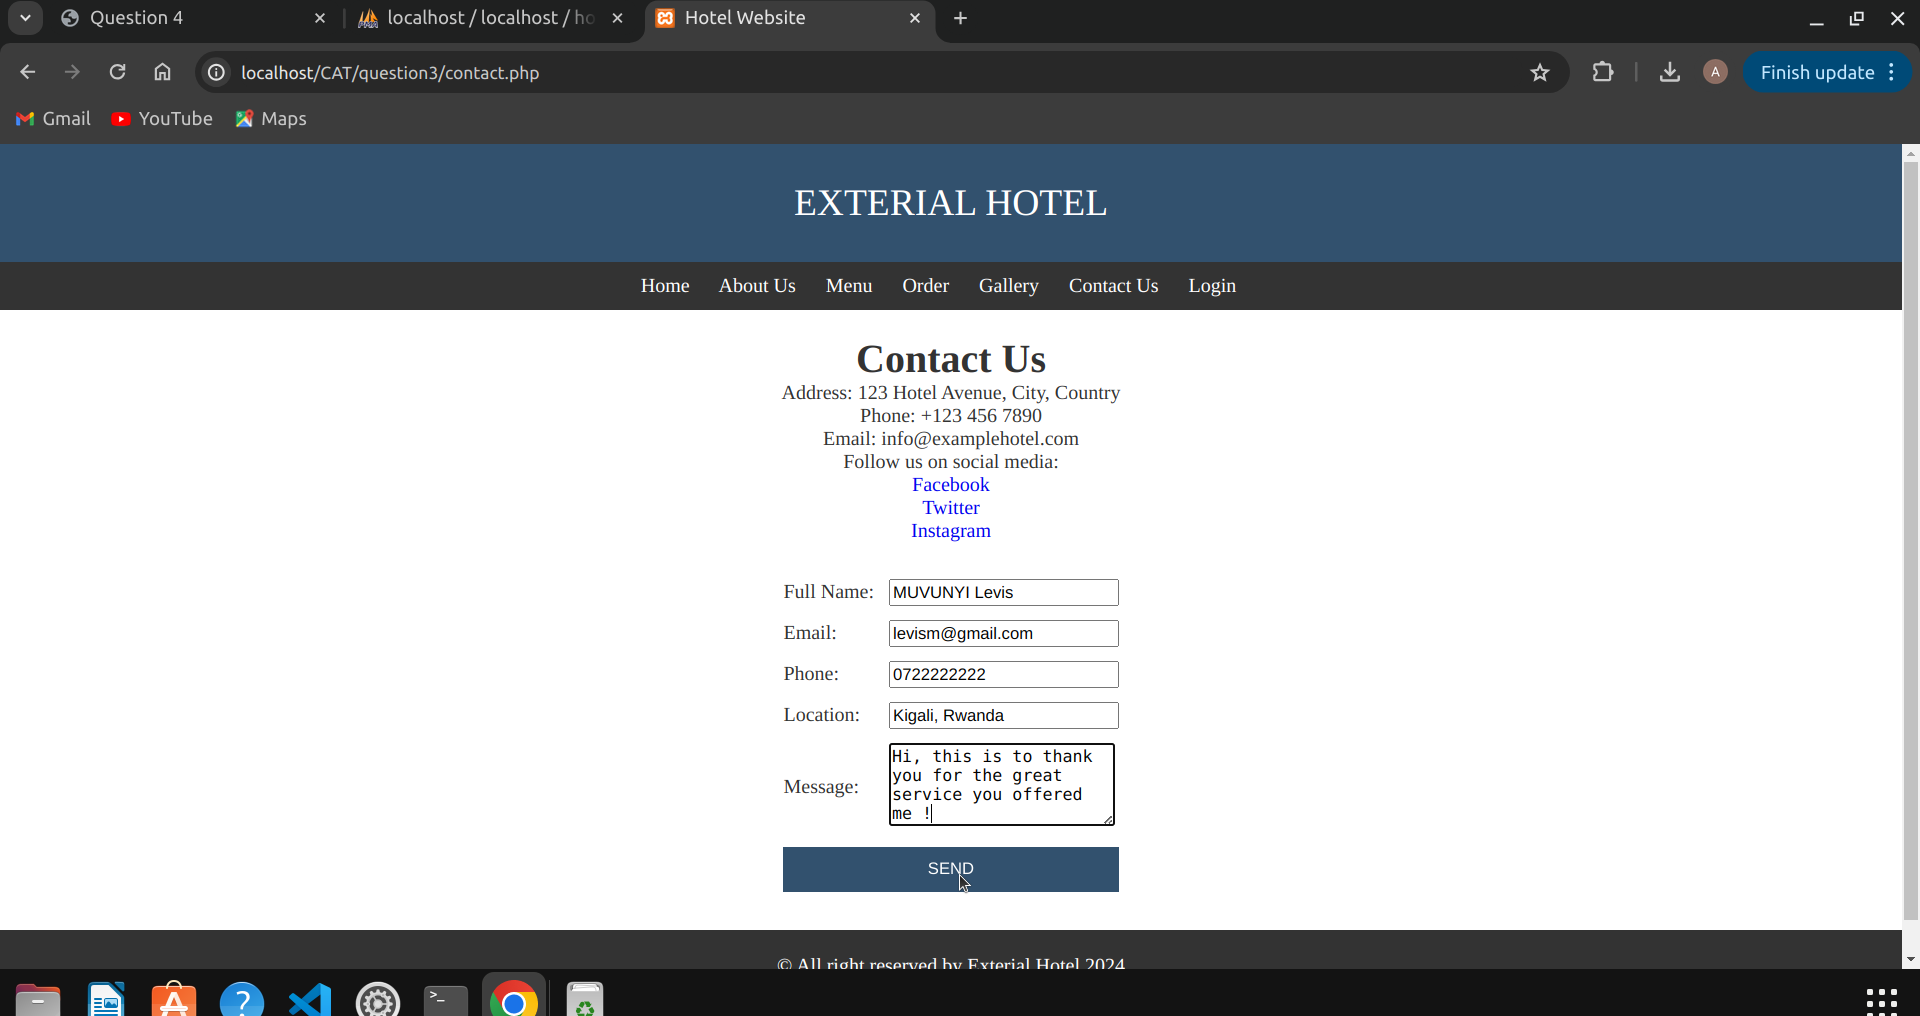 Question 4
localhost / localhost / ho
Hotel Website
localhost/CAT/question3/contact.php
A
Finish update
Gmail
YouTube
Maps
EXTERIAL HOTEL
Home About Us Menu Order Gallery Contact Us Login
Contact Us
Address: 123 Hotel Avenue, City, Country
Phone: +123 456 7890
Email: info@examplehotel.com
Follow us on social media:
Facebook
Twitter
Instagram
Full Name: MUVUNYI Levis
Email: levism@gmail.com
Phone: 0722222222
Location: Kigali, Rwanda
Message:
Hi, this is to thank
you for the great
service you offered
me !
SEND
© All right reserved by Exterial Hotel 2024